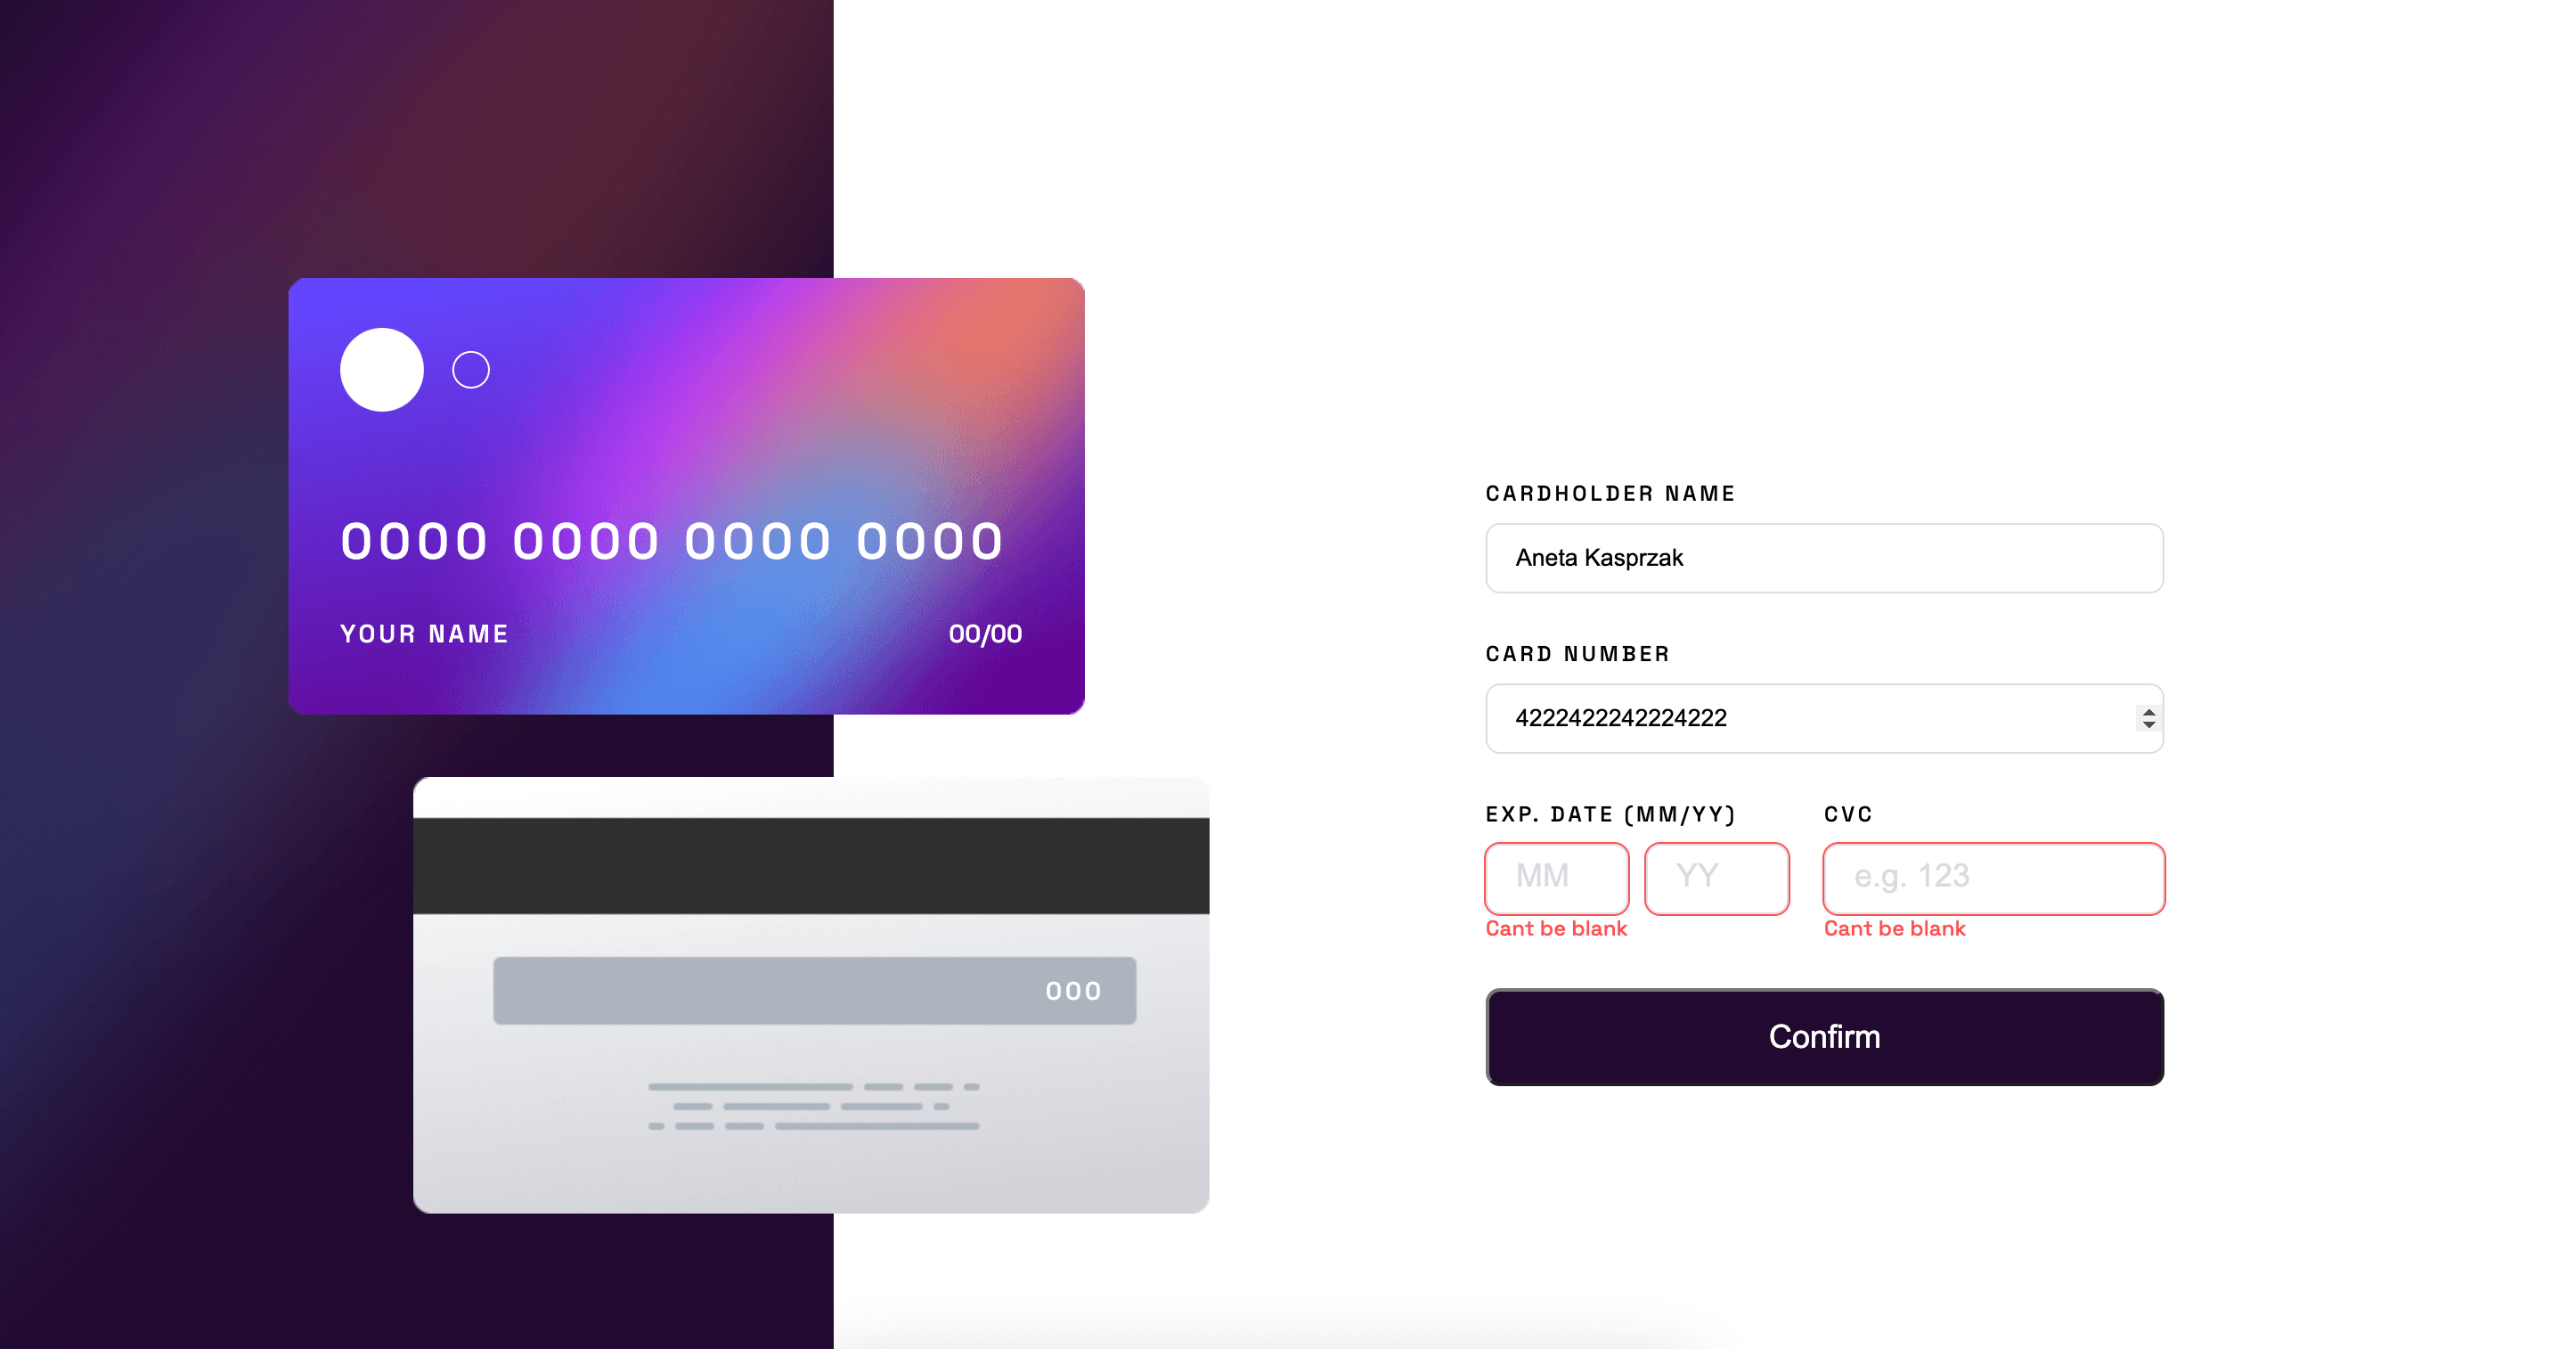 0000 0000 0000 0000
YOUR NAME 00/00
000
CARDHOLDER NAME
Aneta Kasprzak
CARD NUMBER
4222422242224222
EXP. DATE (MM/YY) CVC
MM YY e.g. 123
Cant be blank Cant be blank
Confirm